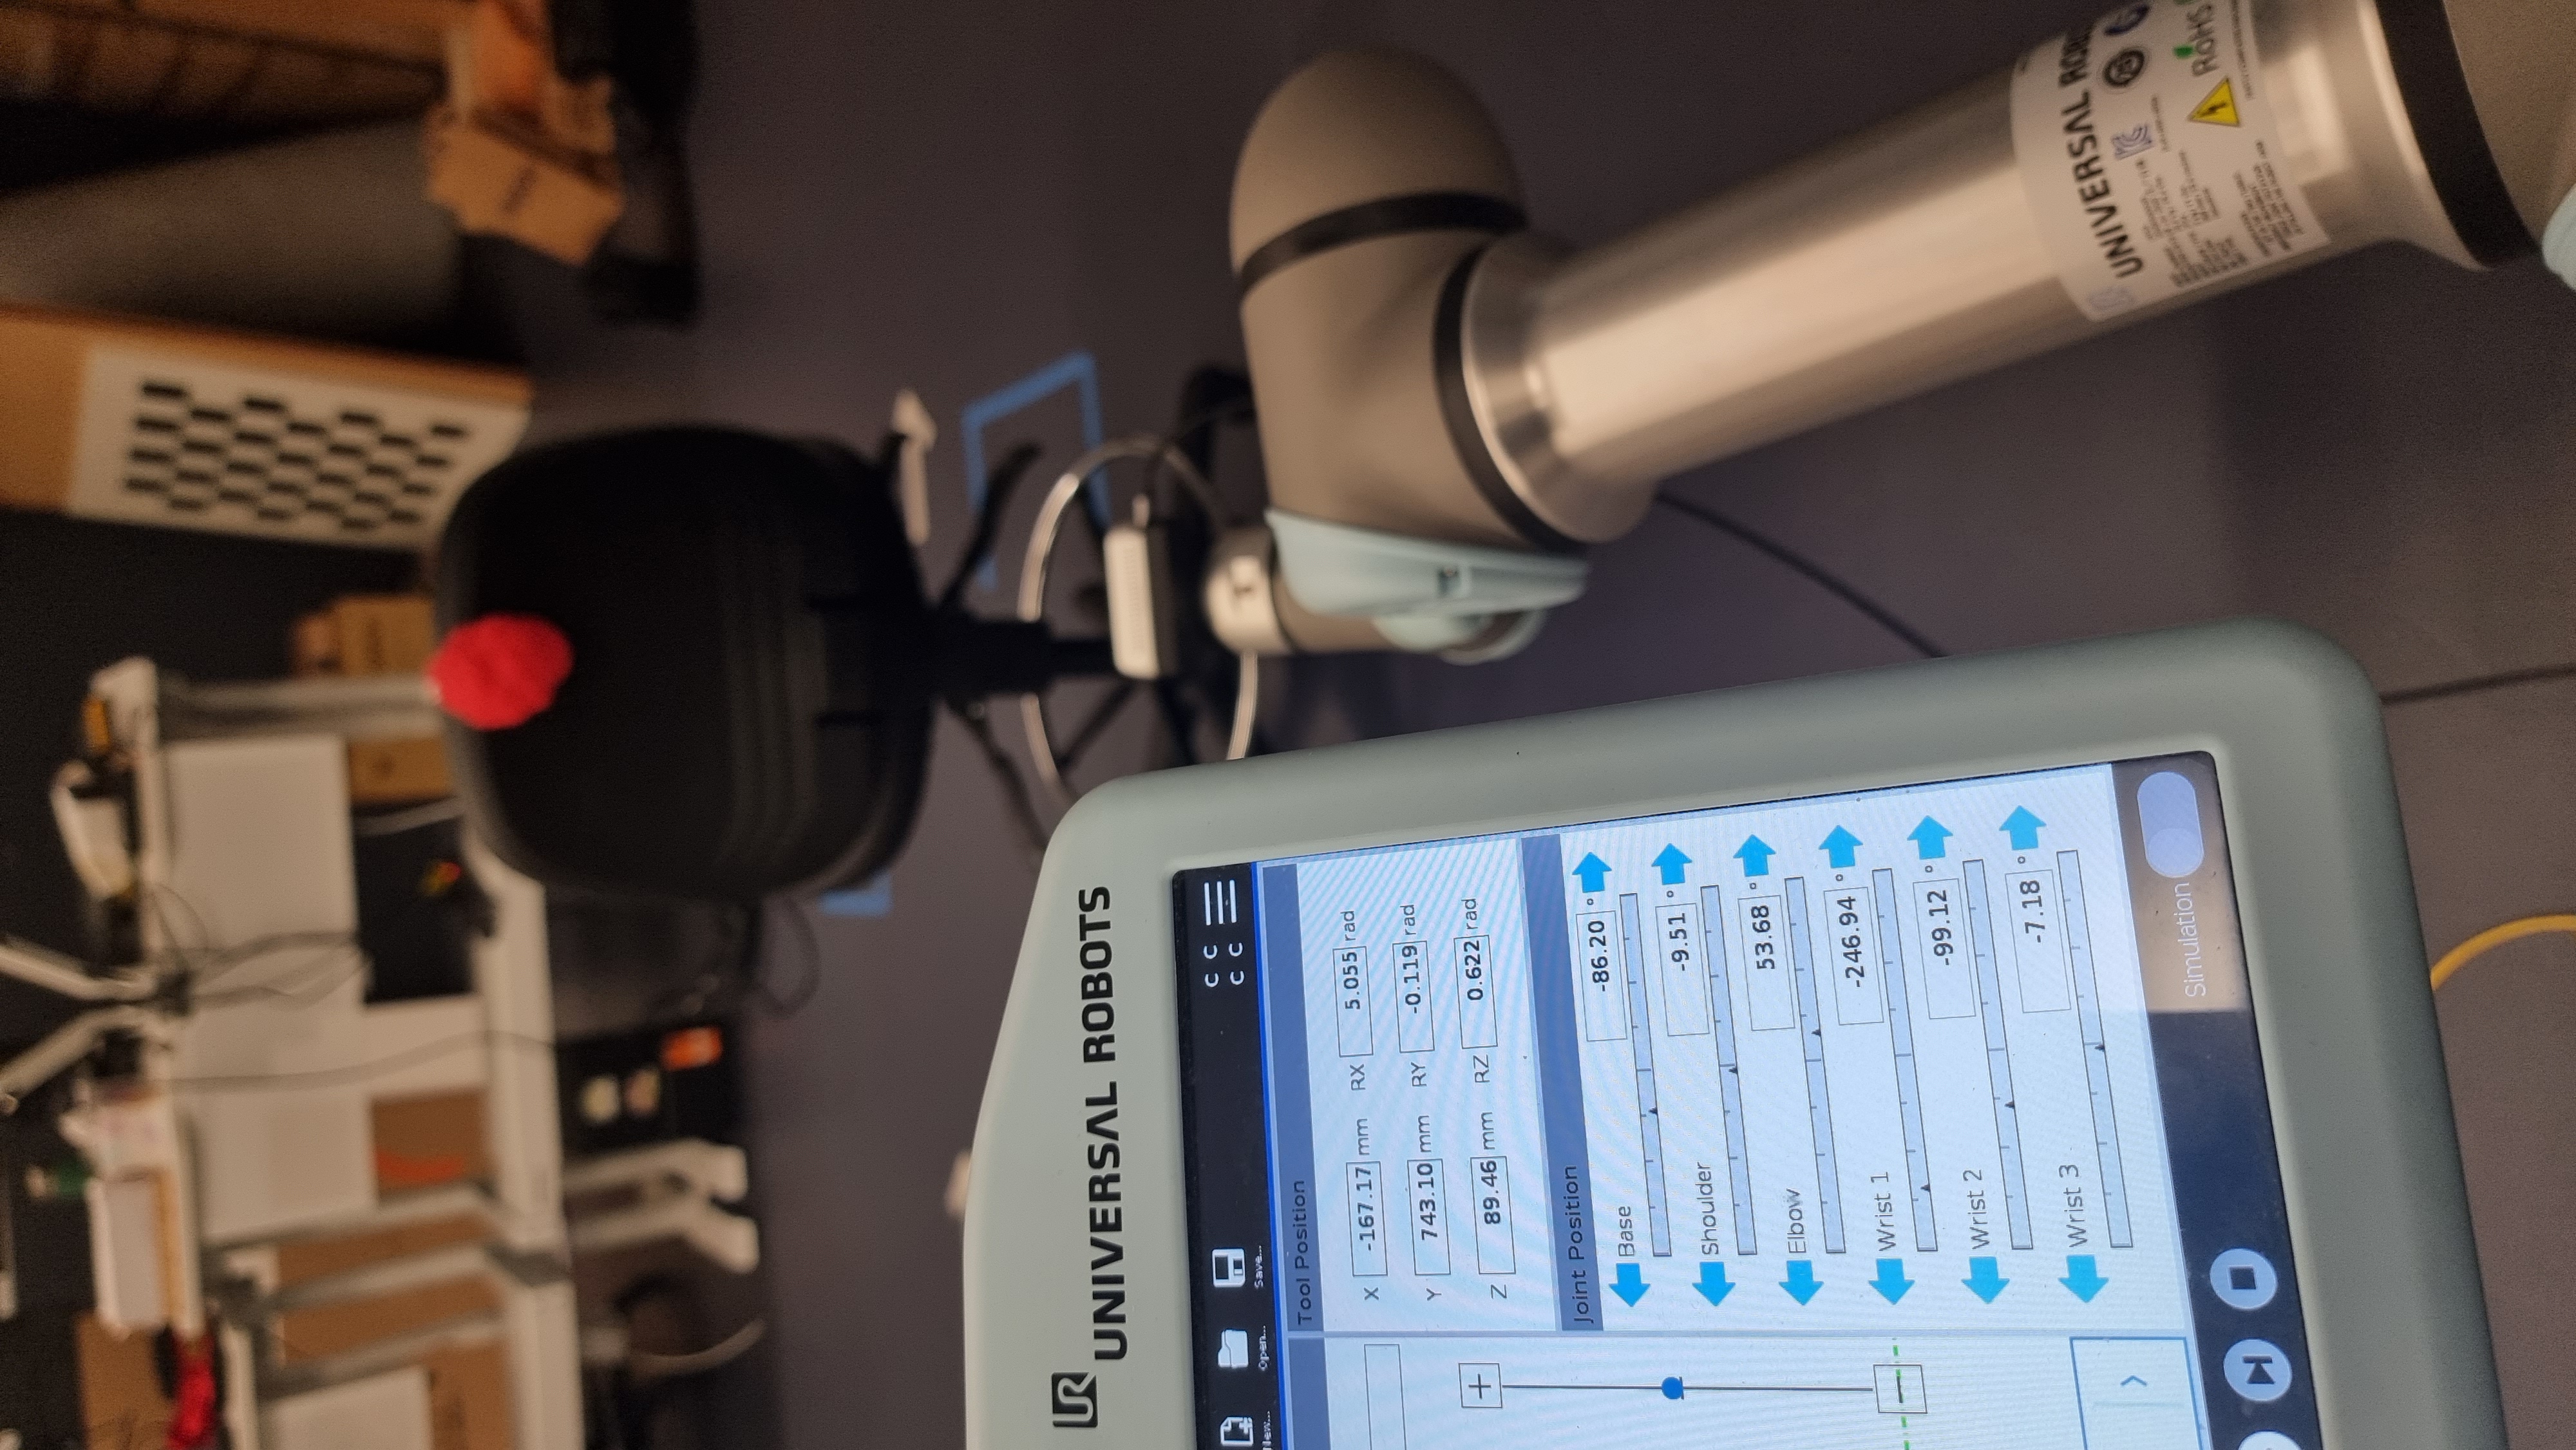 UR
UNIVERSAL ROBOTS
New... Open... Save...
C C
C C
Tool Position
X -167.17 mm RX 5.055 rad
Y 743.10 mm RY -0.119 rad
Z 89.46 mm RZ 0.622 rad
Joint Position
Base -86.20 °
Shoulder -9.51 °
Elbow 53.68 °
Wrist 1 -246.94 °
Wrist 2 -99.12 °
Wrist 3 -7.18 °
Simulation
UNIVERSAL
RoHS